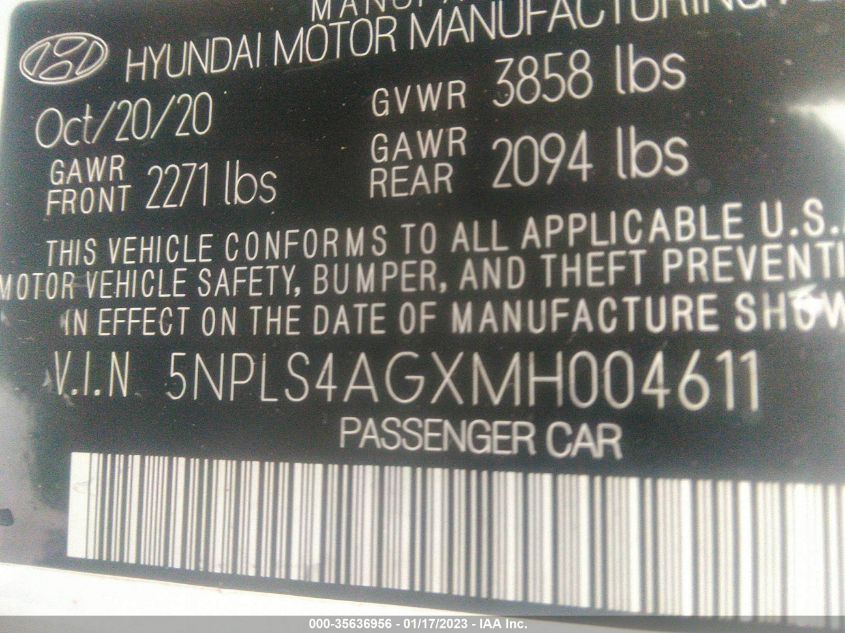 HYUNDAI MOTOR MANUFACTURING
Oct/20/20 GVWR 3858 lbs
GAWR FRONT 2271 lbs GAWR REAR 2094 lbs
THIS VEHICLE CONFORMS TO ALL APPLICABLE U.S.
MOTOR VEHICLE SAFETY, BUMPER, AND THEFT PREVENTI
IN EFFECT ON THE DATE OF MANUFACTURE SHOW
V.I.N 5NPLS4AGXMH004611
PASSENGER CAR
000-35636956 - 01/17/2023 - IAA Inc.